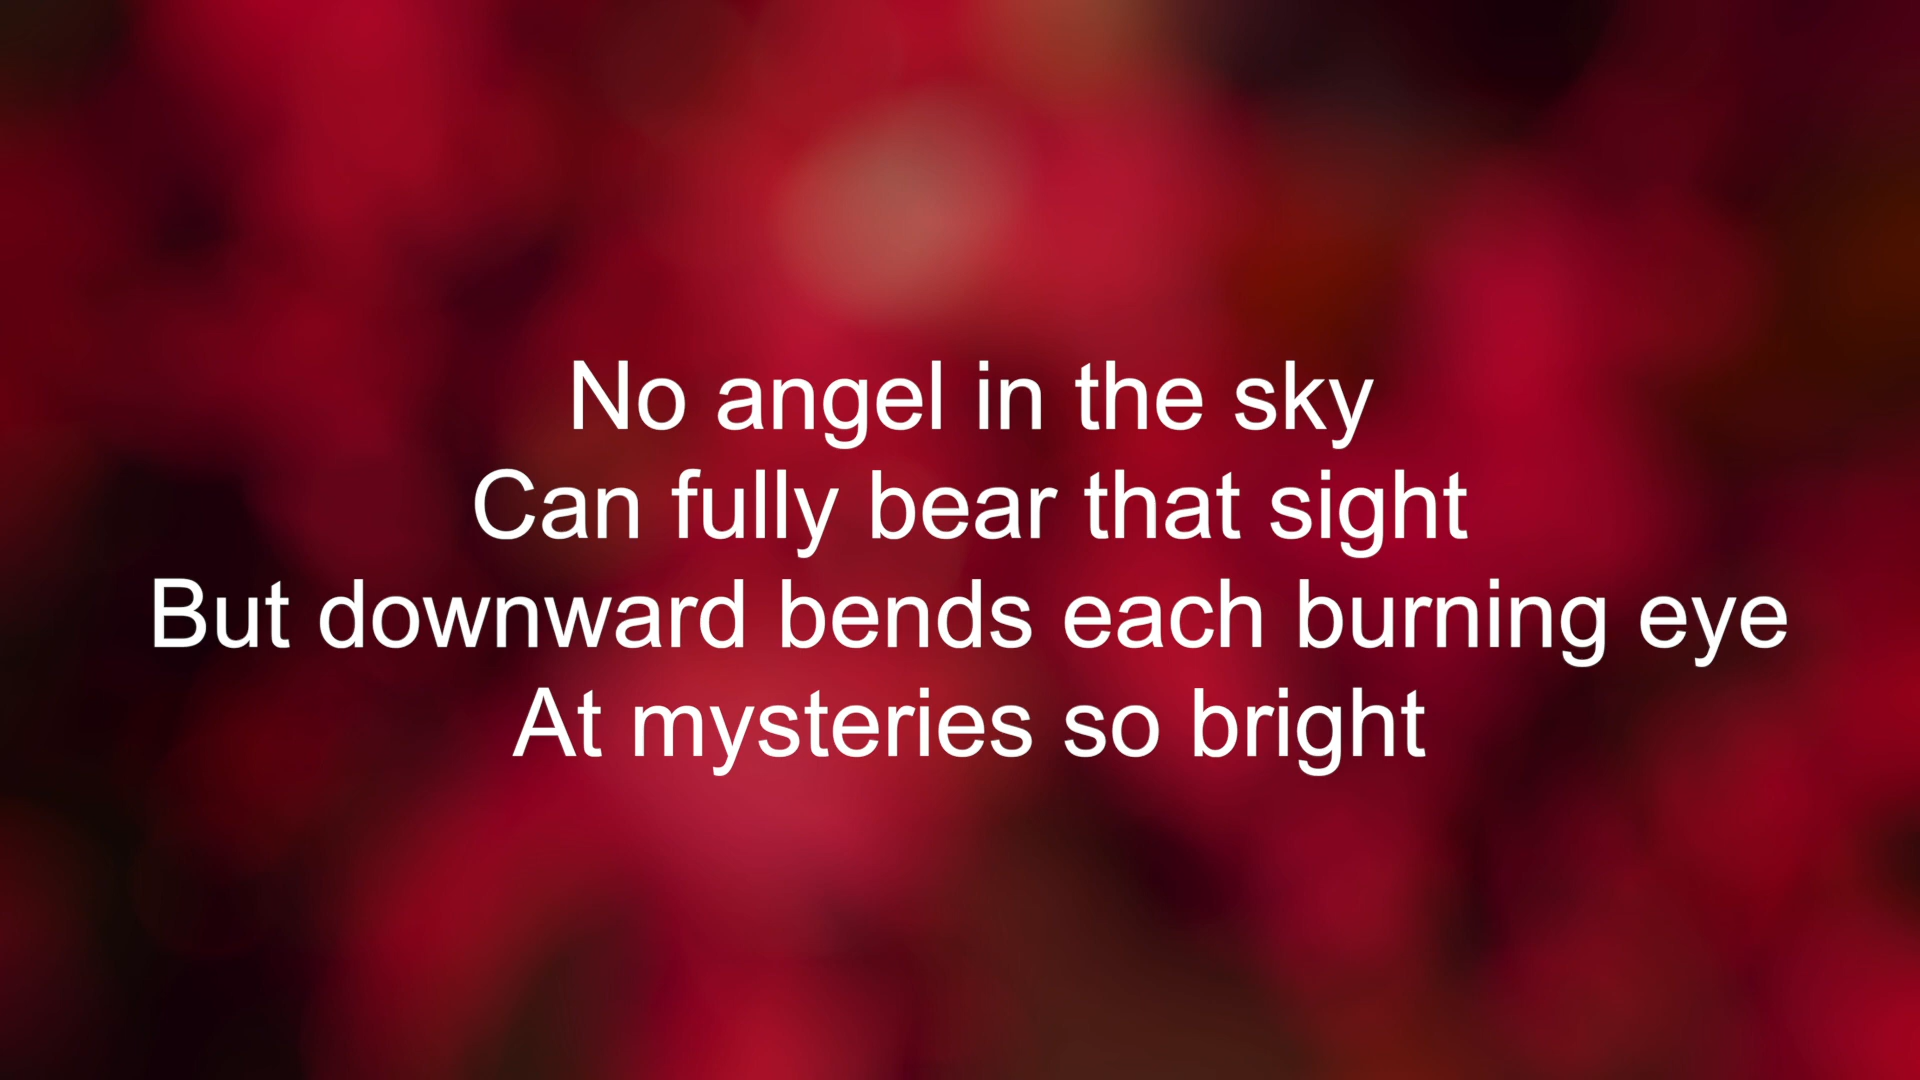 No angel in the sky
Can fully bear that sight
But downward bends each burning eye
At mysteries so bright